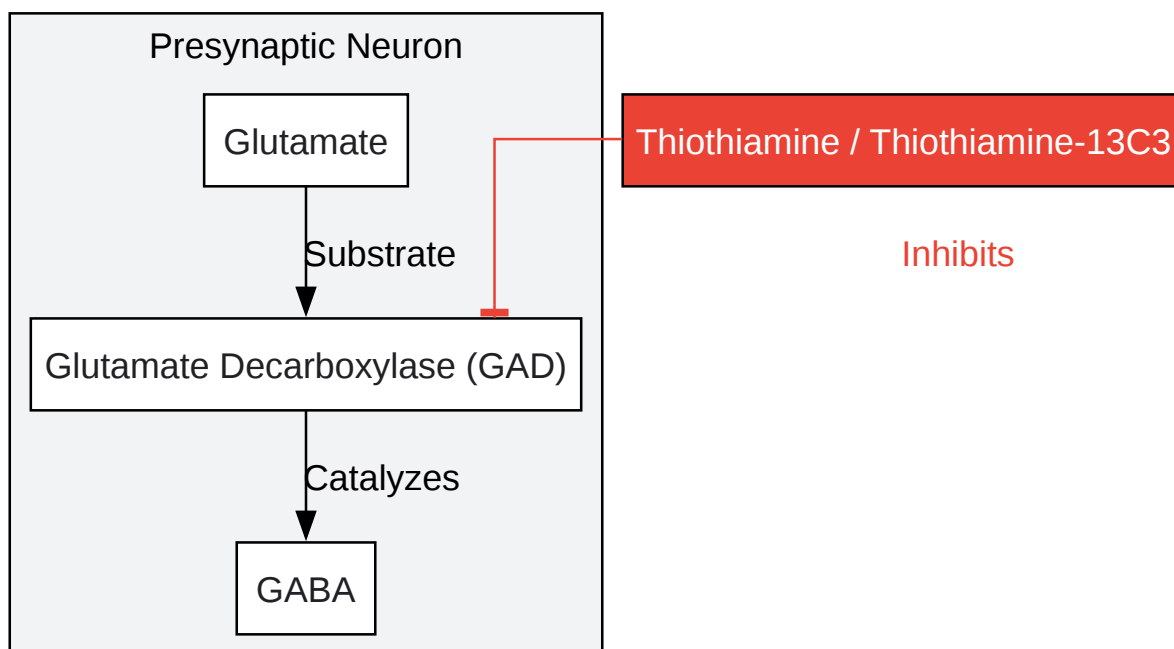 Presynaptic Neuron
Glutamate
Thiothiamine / Thiothiamine-13C3
Substrate
Inhibits
Glutamate Decarboxylase (GAD)
Catalyzes
GABA